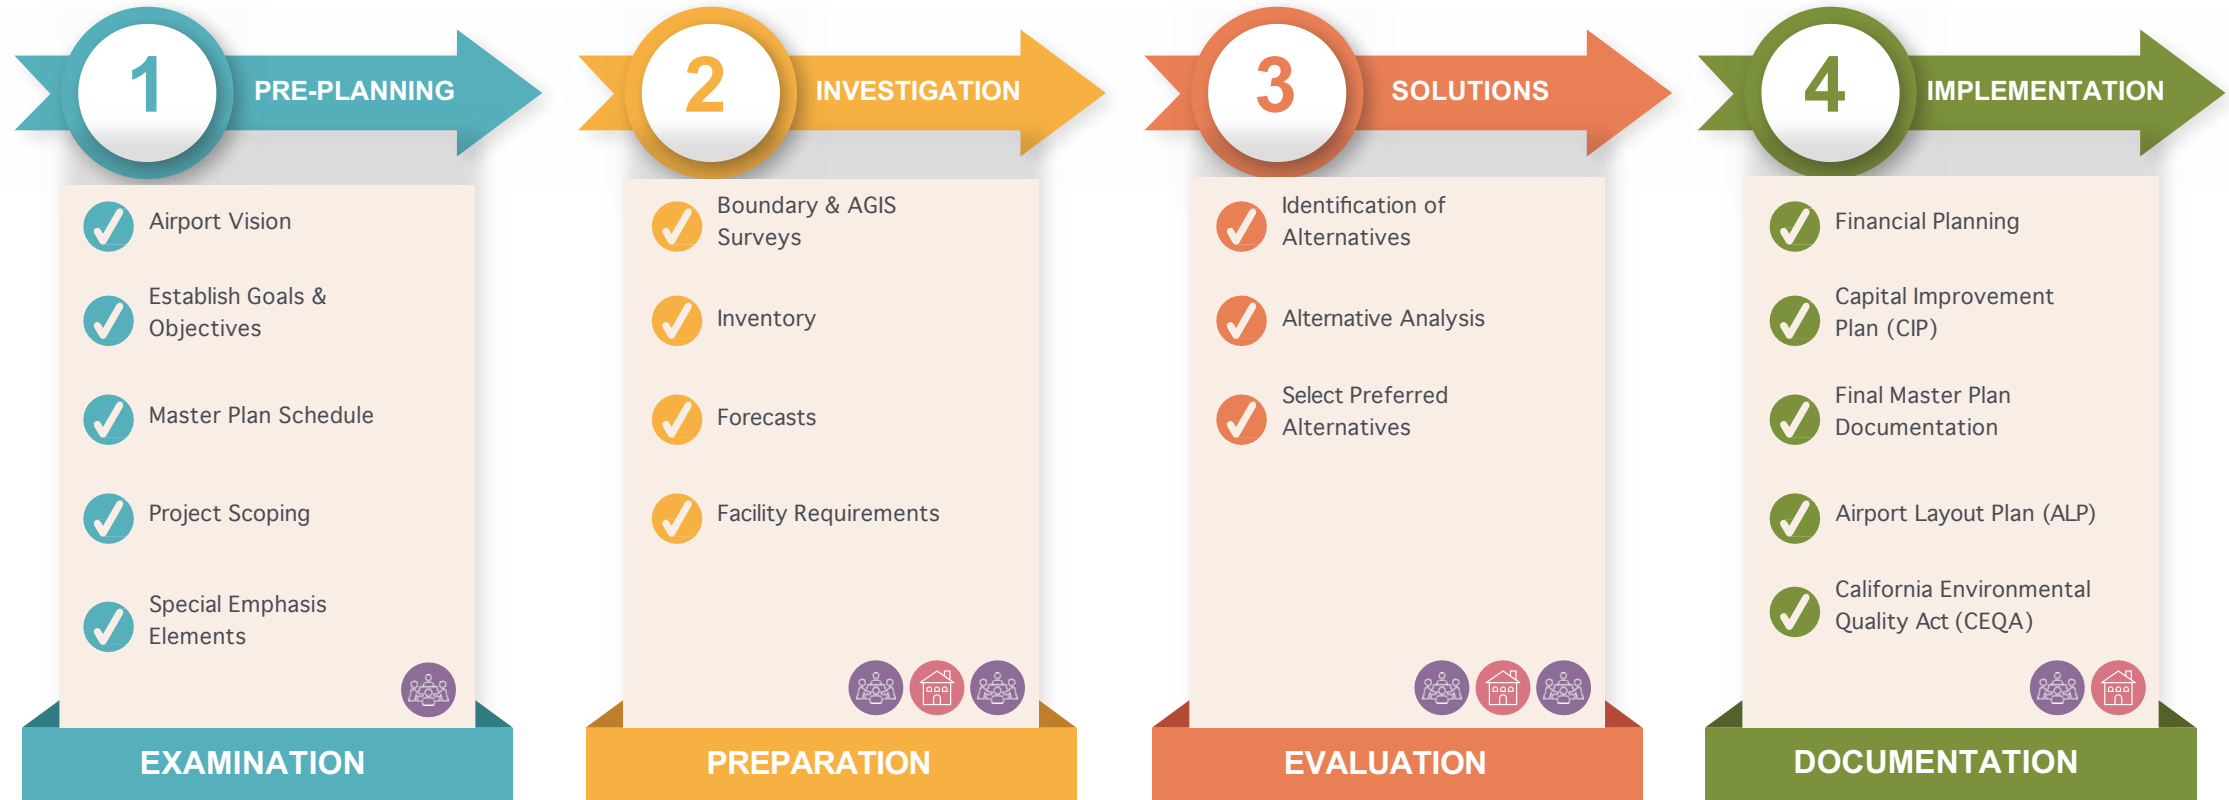 1
PRE-PLANNING
Airport Vision
Establish Goals &
Objectives
Master Plan Schedule
Project Scoping
Special Emphasis
Elements
EXAMINATION
2
INVESTIGATION
Boundary & AGIS
Surveys
Inventory
Forecasts
Facility Requirements
PREPARATION
3
SOLUTIONS
Identification of
Alternatives
Alternative Analysis
Select Preferred
Alternatives
EVALUATION
4
IMPLEMENTATION
Financial Planning
Capital Improvement
Plan (CIP)
Final Master Plan
Documentation
Airport Layout Plan (ALP)
California Environmental
Quality Act (CEQA)
DOCUMENTATION